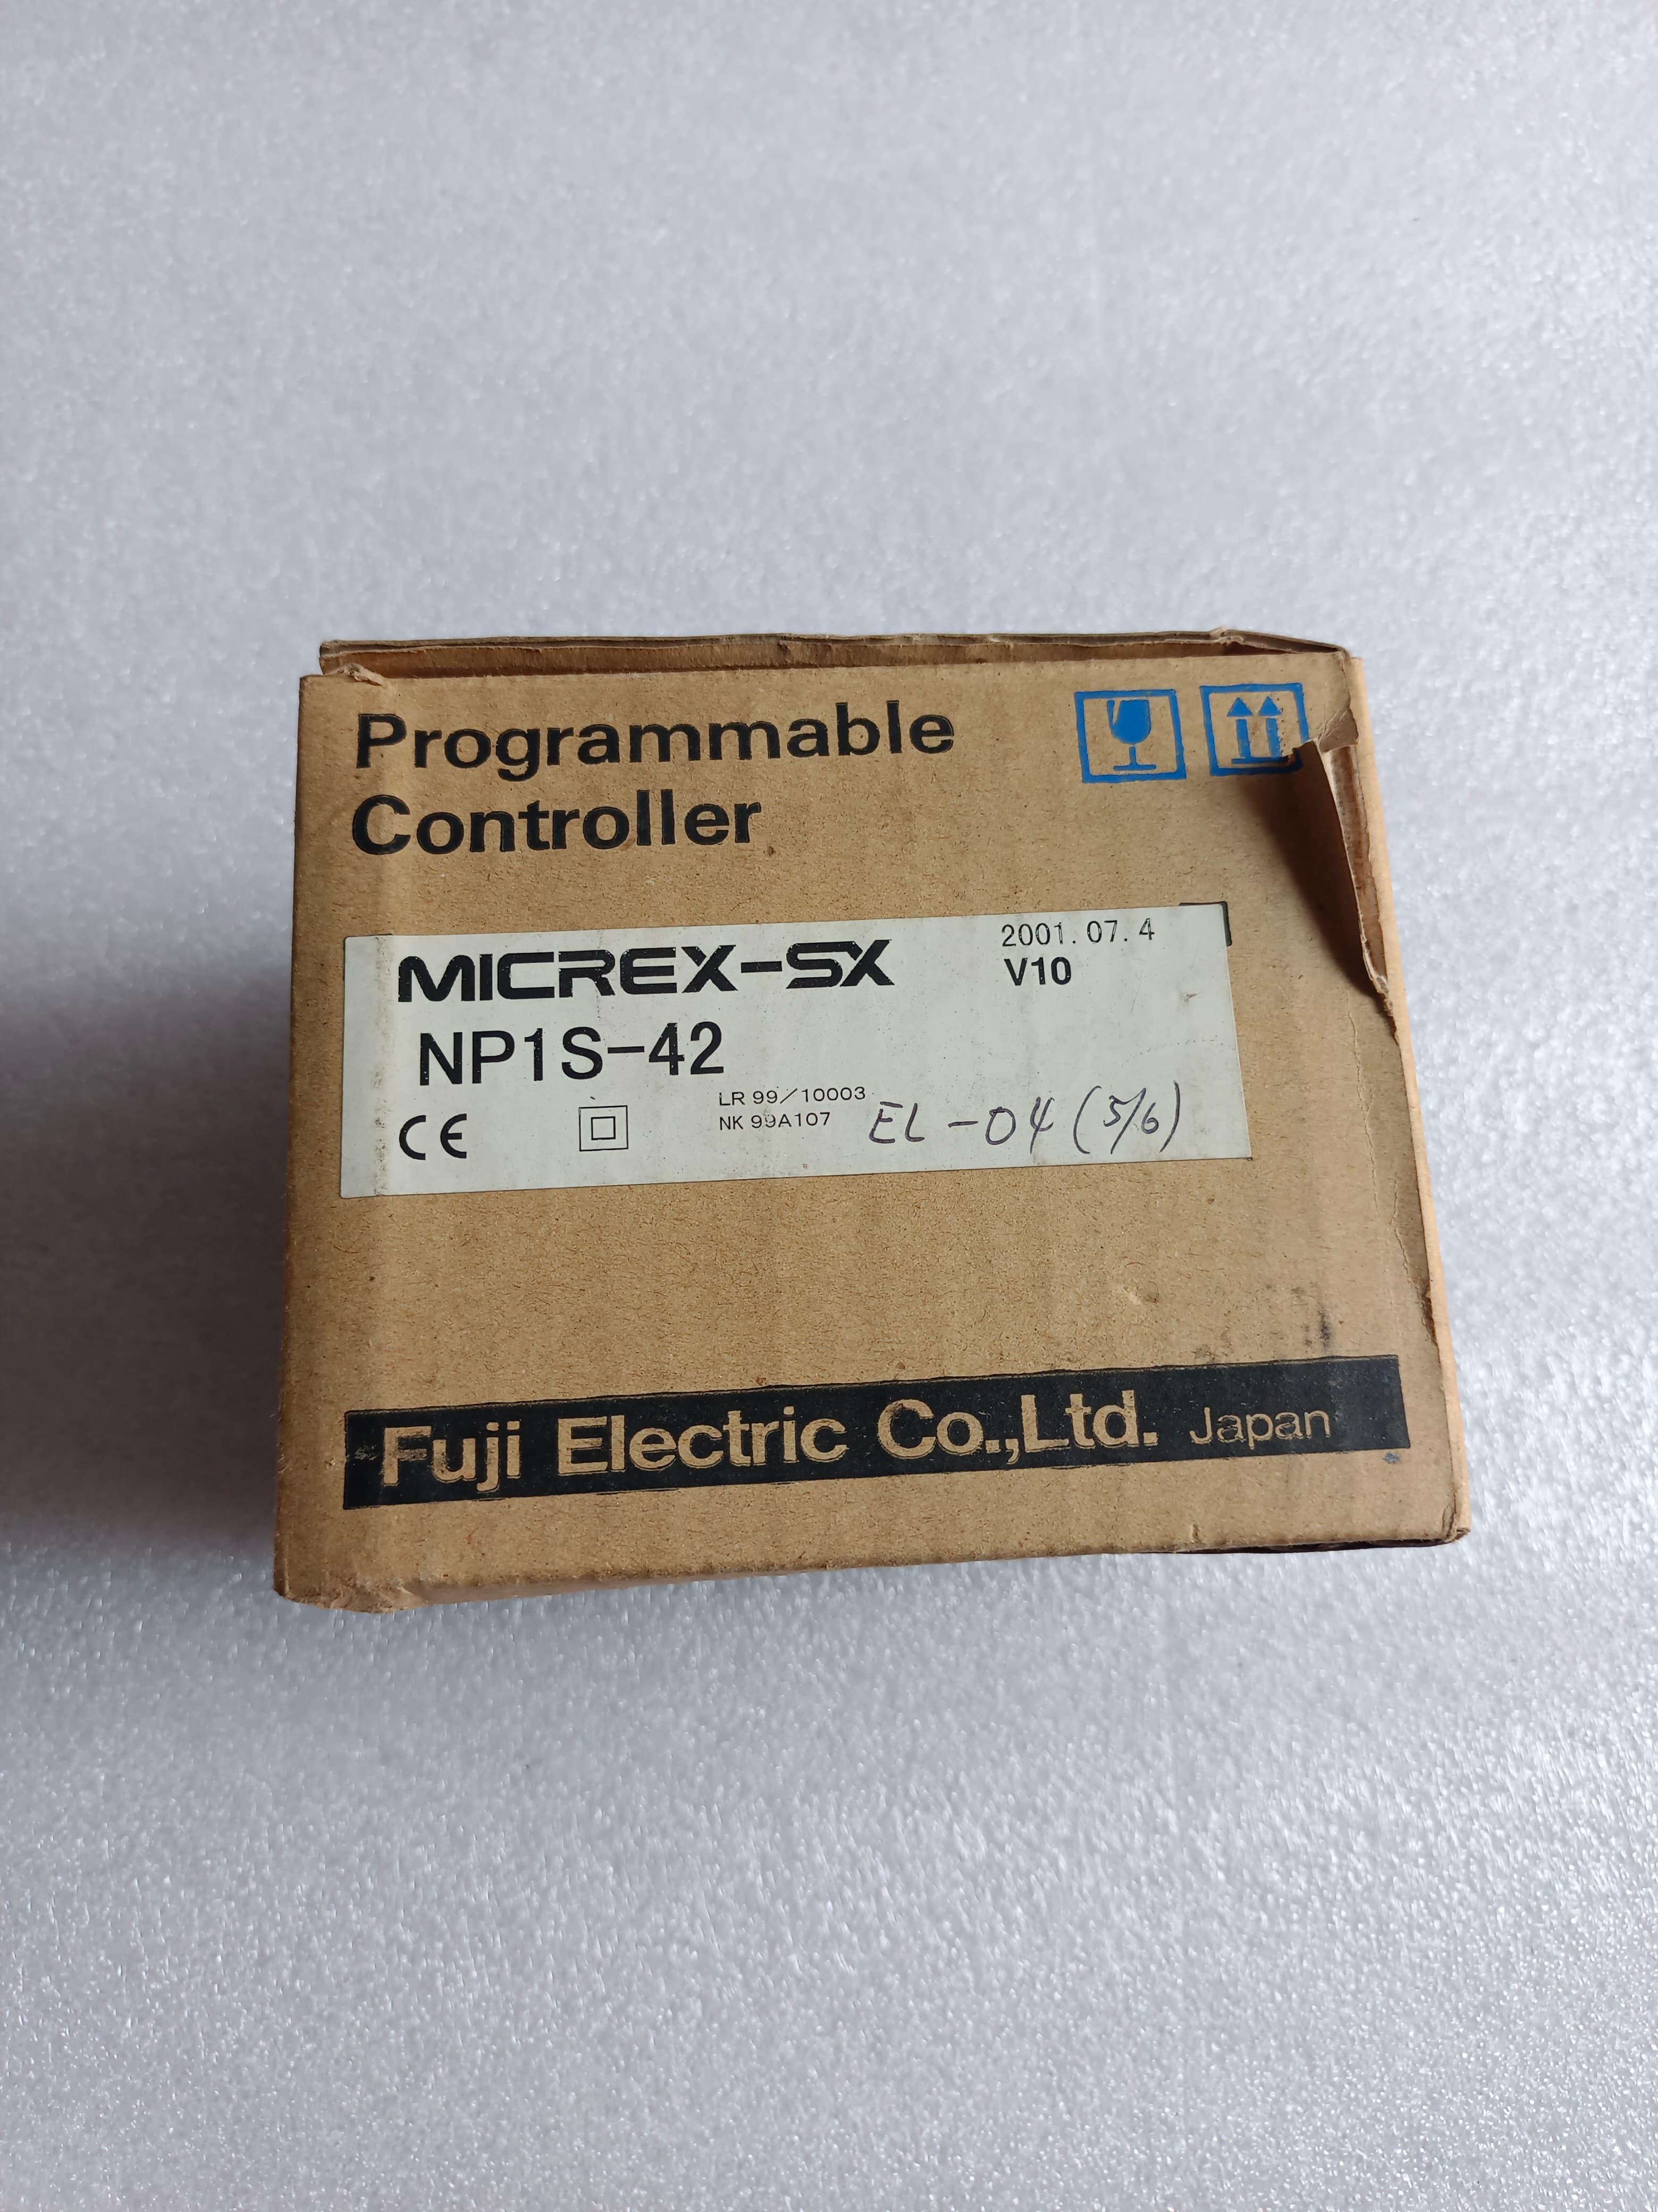 Programmable
Controller
MICREX-SX
2001.07.4
V10
NP1S-42
CE
LR 99/10003
NK 99A107
EL-04 (5/6)
Fuji Electric Co.,Ltd. Japan